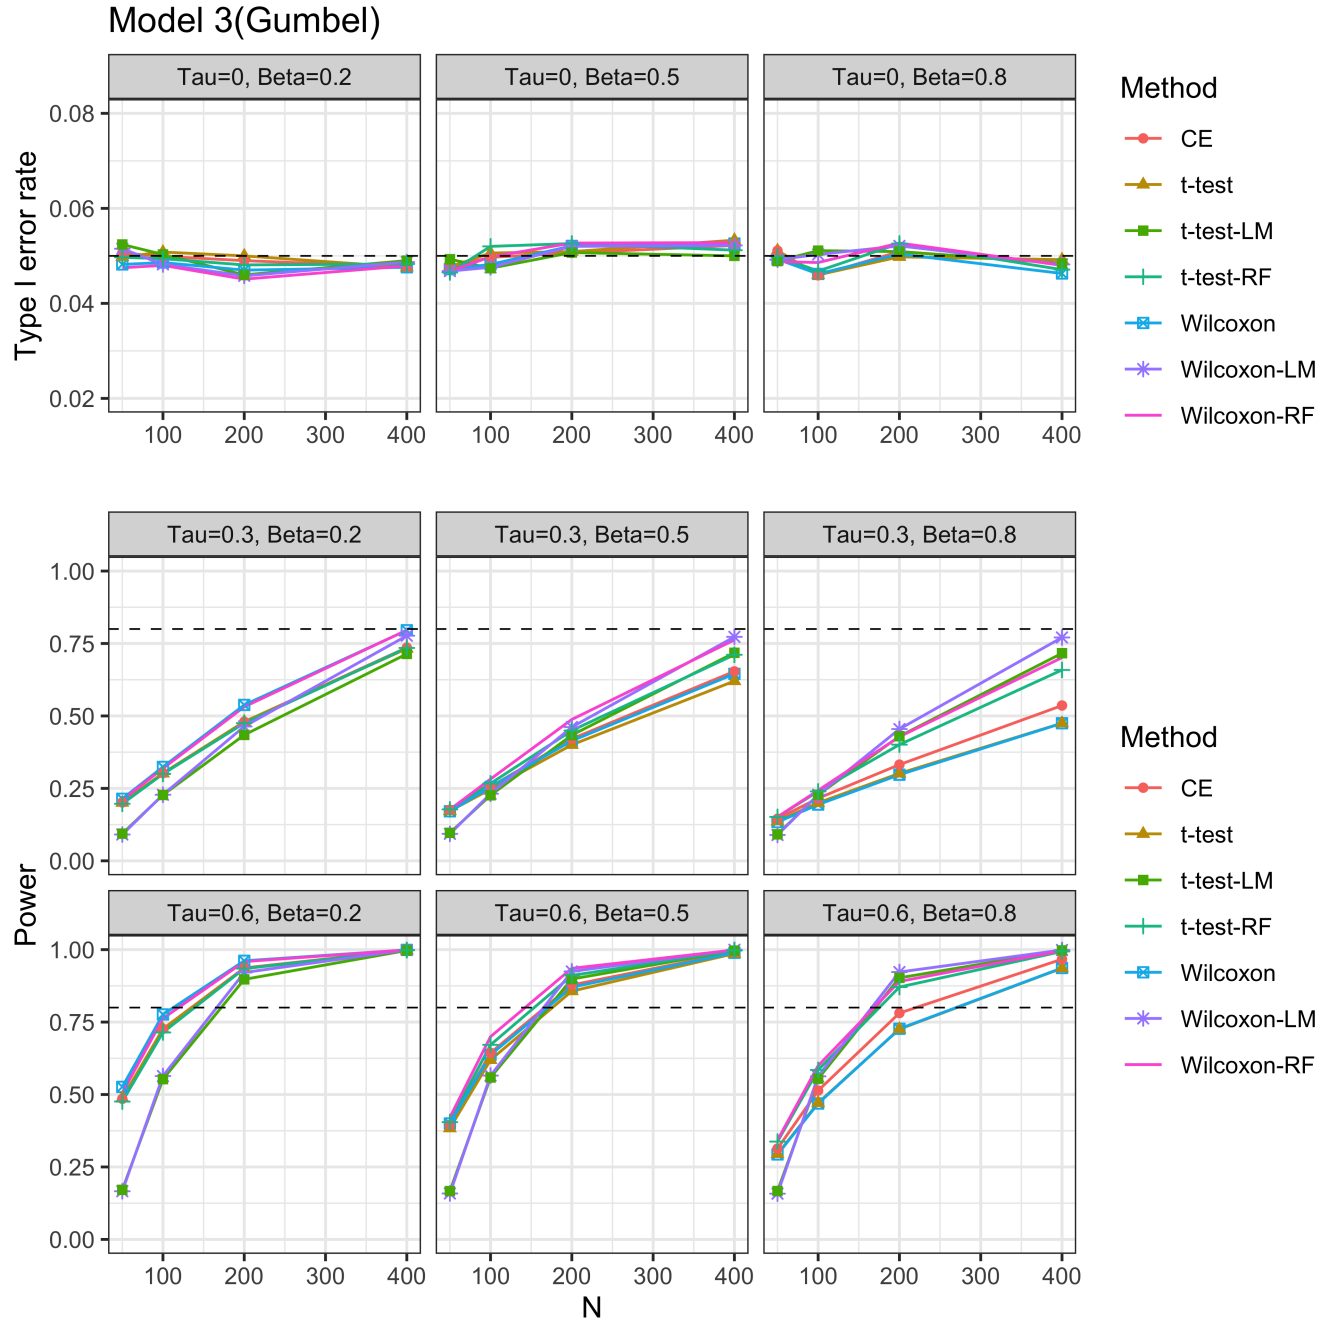 Model 3(Gumbel)
Tau=0, Beta=0.2
Tau=0, Beta=0.5
Tau=0, Beta=0.8
Type I error rate
0.08
0.06
0.04
0.02
100 200 300 400
100 200 300 400
100 200 300 400
Method
CE
t-test
t-test-LM
t-test-RF
Wilcoxon
Wilcoxon-LM
Wilcoxon-RF
Tau=0.3, Beta=0.2
Tau=0.3, Beta=0.5
Tau=0.3, Beta=0.8
1.00
0.75
0.50
0.25
0.00
Power
Tau=0.6, Beta=0.2
Tau=0.6, Beta=0.5
Tau=0.6, Beta=0.8
1.00
0.75
0.50
0.25
0.00
100 200 300 400
100 200 300 400
100 200 300 400
N
Method
CE
t-test
t-test-LM
t-test-RF
Wilcoxon
Wilcoxon-LM
Wilcoxon-RF